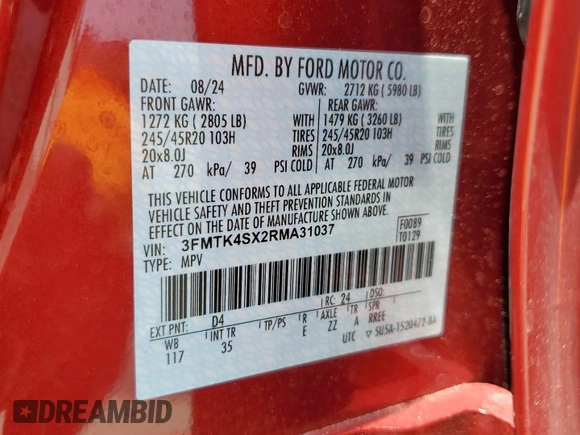 MFD. BY FORD MOTOR CO.
DATE: 08/24 GVWR: 2712 KG ( 5980 LB)
FRONT GAWR: REAR GAWR:
1272 KG ( 2805 LB) WITH 1479 KG ( 3260 LB) WITH
245/45R20 103H TIRES 245/45R20 103H TIRES
20x8.0J RIMS 20x8.0J RIMS
AT 270 kPa/ 39 PSI COLD AT 270 kPa/ 39 PSI COLD
THIS VEHICLE CONFORMS TO ALL APPLICABLE FEDERAL MOTOR
VEHICLE SAFETY AND THEFT PREVENTION STANDARDS IN
EFFECT ON THE DATE OF MANUFACTURE SHOWN ABOVE.
VIN: 3FMTK4SX2RMA31037 F0089
TYPE: MPV T0129
EXT PNT: D4 RC: 24 DSO:
WB INT TR TP/PS R AXLE TR SPR
117 35 E ZZ A RREE
UTC ▽ 5U5A-1520472-BA
DREAMBID